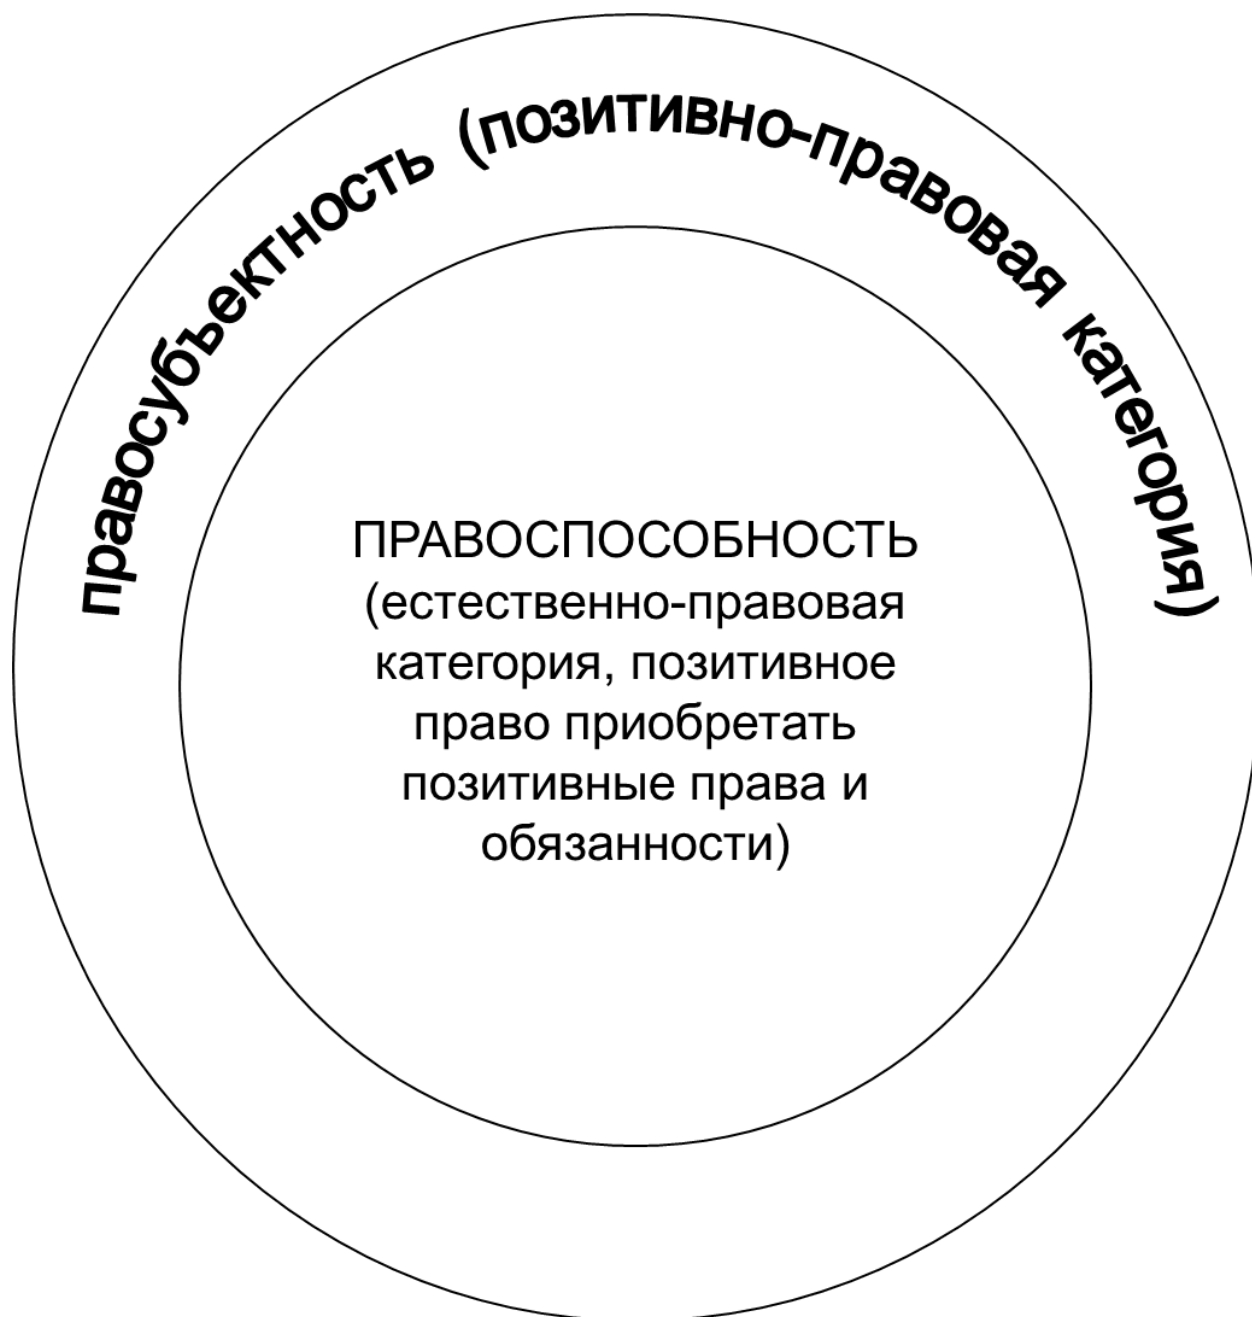 правосубъектность (позитивно-правовая категория)
ПРАВОСПОСОБНОСТЬ
(естественно-правовая
категория, позитивное
право приобретать
позитивные права и
обязанности)